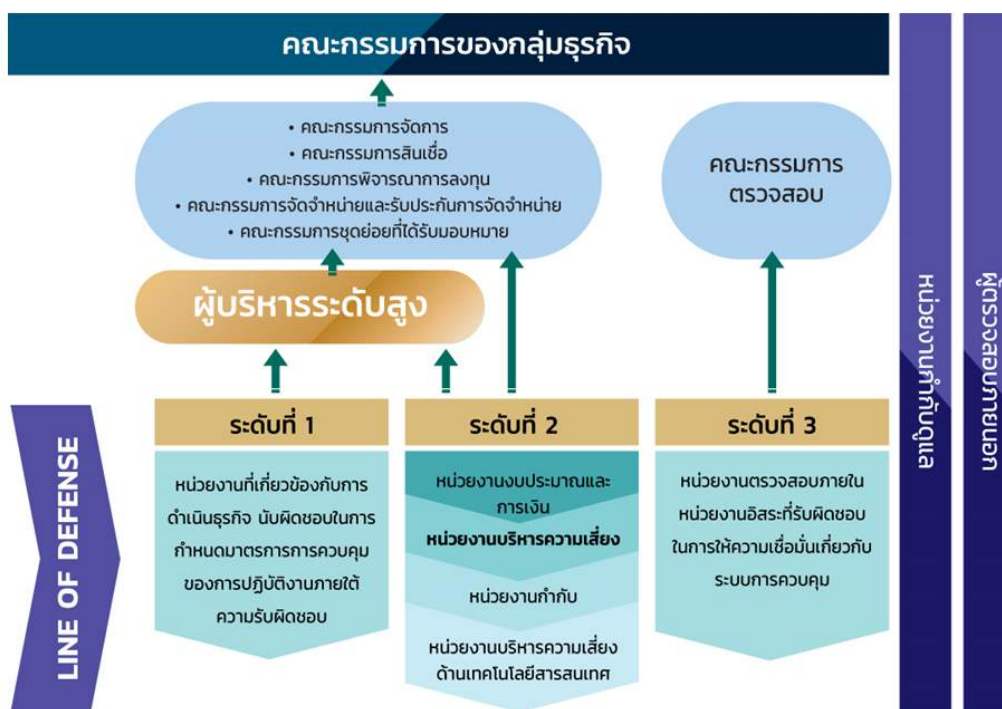 คณะกรรมการของกลุ่มธุรกิจ
• คณะกรรมการจัดการ
• คณะกรรมการสินเชื่อ
• คณะกรรมการพิจารณาการลงทุน
• คณะกรรมการจัดจำหน่ายและรับประกันการจัดจำหน่าย
• คณะกรรมการชุดย่อยที่ได้รับมอบหมาย
คณะกรรมการ
ตรวจสอบ
ผู้บริหารระดับสูง
LINE OF DEFENSE
ระดับที่ 1
หน่วยงานที่เกี่ยวข้องกับการ
ดำเนินธุรกิจ นับผิดชอบในการ
กำหนดมาตรการการควบคุม
ของการปฏิบัติงานภายใต้
ความรับผิดชอบ
ระดับที่ 2
หน่วยงานงบประมาณและ
การเงิน
หน่วยงานบริหารความเสี่ยง
หน่วยงานกำกับ
หน่วยงานบริหารความเสี่ยง
ด้านเทคโนโลยีสารสนเทศ
ระดับที่ 3
หน่วยงานตรวจสอบภายใน
หน่วยงานอิสระที่รับผิดชอบ
ในการให้ความเชื่อมั่นเกี่ยวกับ
ระบบการควบคุม
หน่วยงานกำกับดูแล
ผู้ตรวจสอบภายนอก